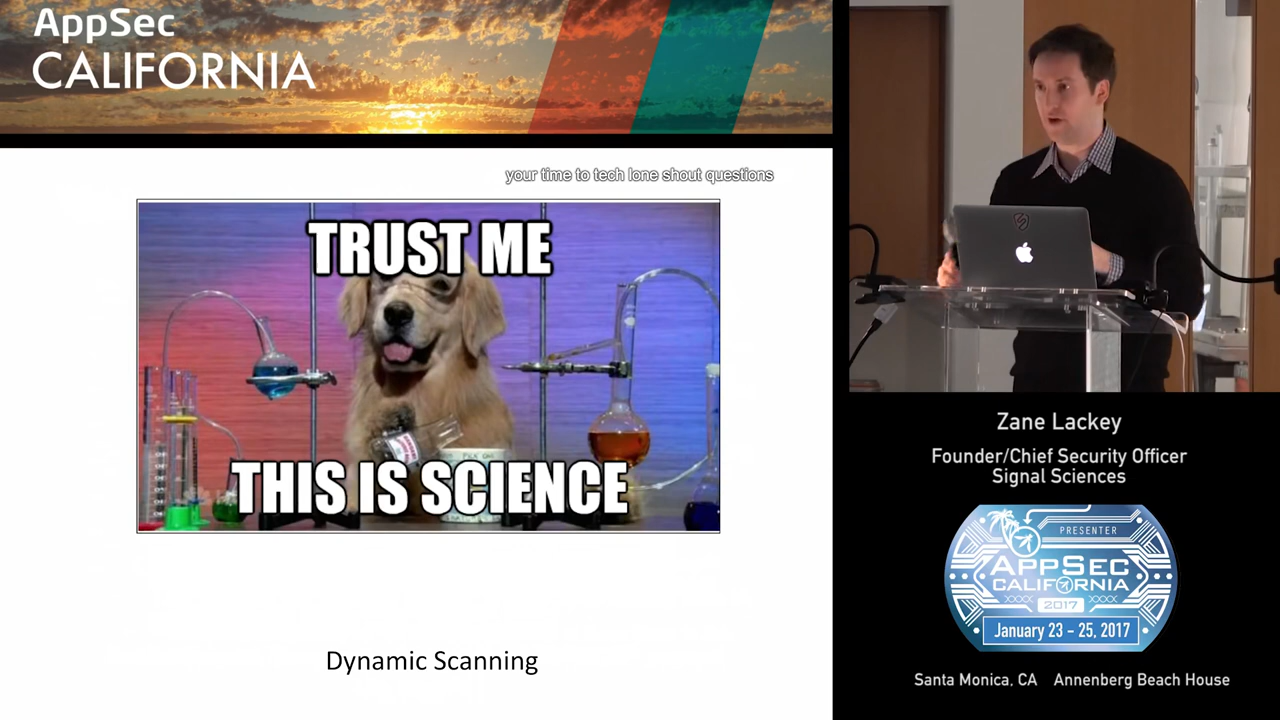 AppSec
CALIFORNIA
your time to tech lone shout questions
TRUST ME
THIS IS SCIENCE
Dynamic Scanning
Zane Lackey
Founder/Chief Security Officer
Signal Sciences
PRESENTER
APPSEC
CALIFORNIA
2017
January 23 - 25, 2017
Santa Monica, CA Annenberg Beach House